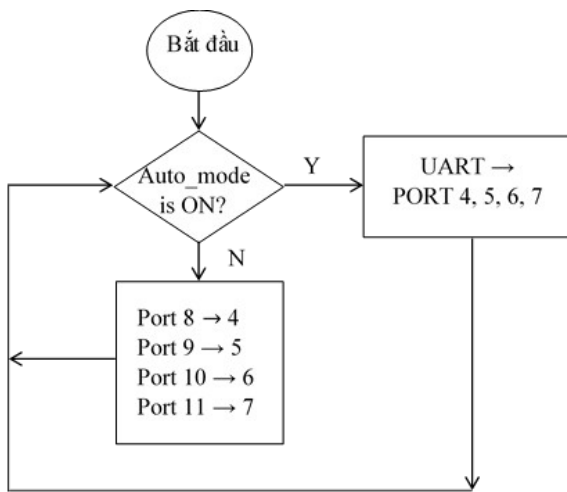 Bắt đầu
Auto_mode
is ON?
Y
UART →
PORT 4, 5, 6, 7
N
Port 8 → 4
Port 9 → 5
Port 10 → 6
Port 11 → 7